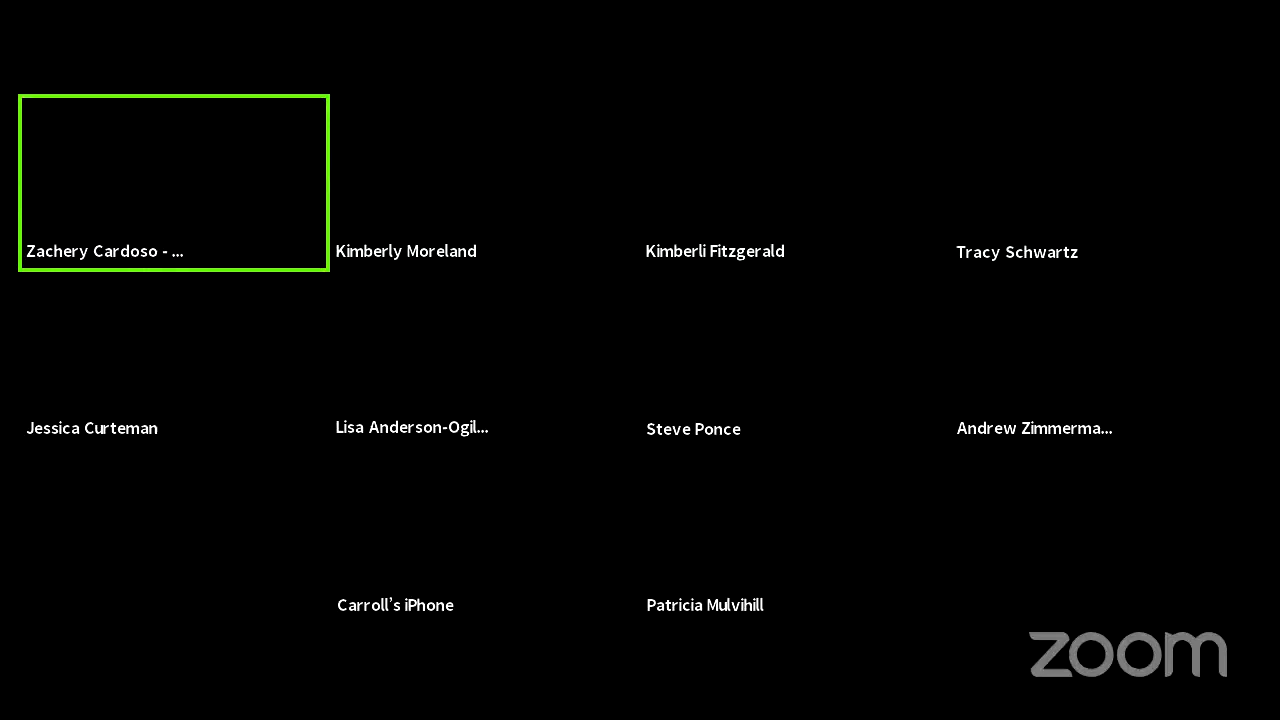 Zachery Cardoso - ...
Kimberly Moreland
Kimberli Fitzgerald
Tracy Schwartz
Jessica Curteman
Lisa Anderson-Ogil...
Steve Ponce
Andrew Zimmerma...
Carroll’s iPhone
Patricia Mulvihill
zoom